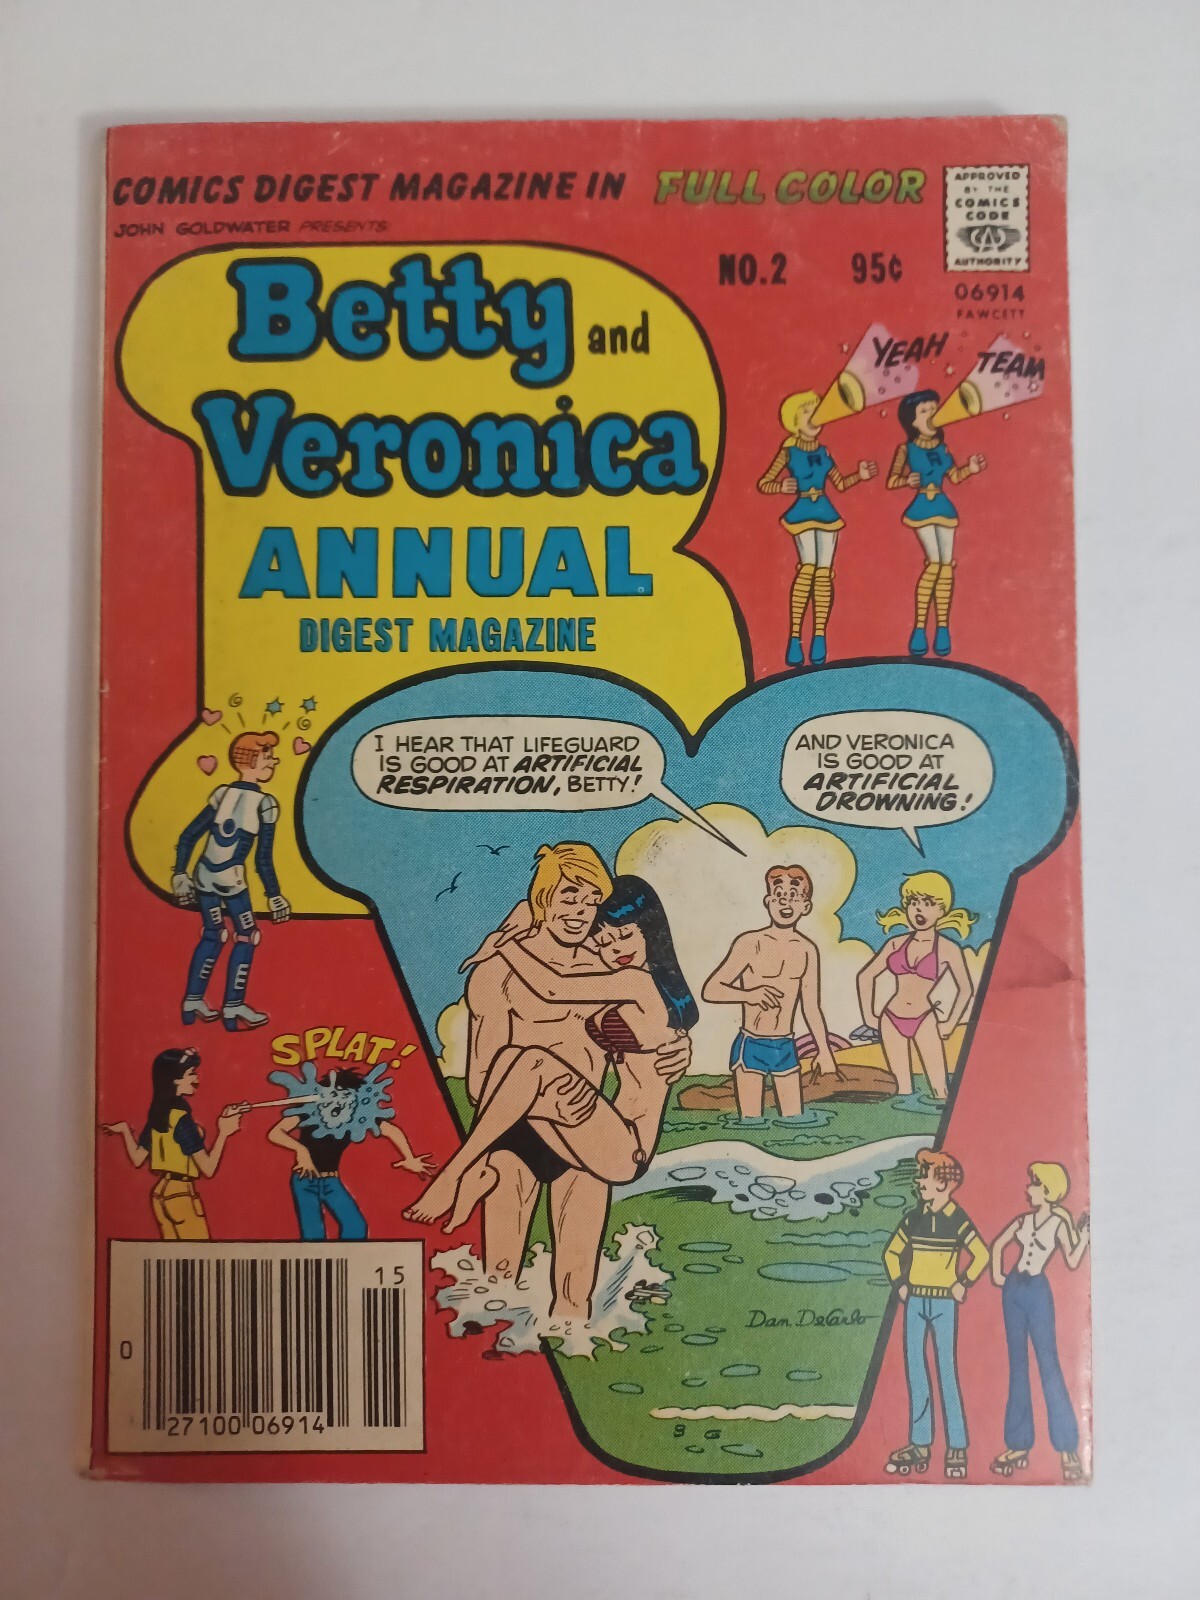 COMICS DIGEST MAGAZINE IN FULL COLOR
JOHN GOLDWATER PRESENTS
APPROVED
BY THE
COMICS
CODE
CA
AUTHORITY
NO.2 95¢
06914
FAWCETT
Betty and
Veronica
ANNUAL
DIGEST MAGAZINE
YEAH
TEAM
R
R
I HEAR THAT LIFEGUARD
IS GOOD AT ARTIFICIAL
RESPIRATION, BETTY!
AND VERONICA
IS GOOD AT
ARTIFICIAL
DROWNING!
SPLAT!
Dan DeCarlo
15
0
27100 06914